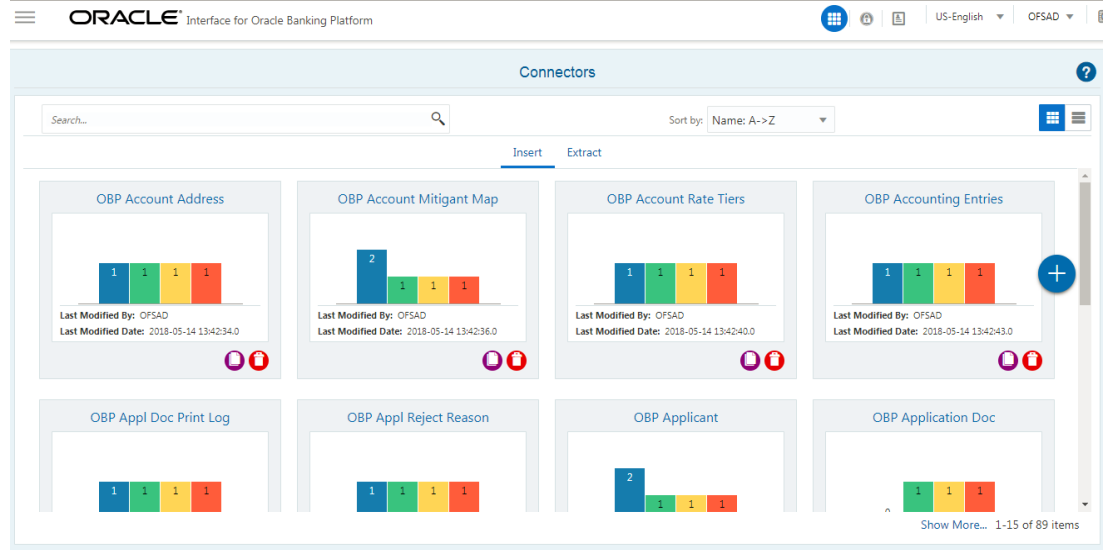 ORACLE® Interface for Oracle Banking Platform
US-English OFSAD
Connectors
?
Search... Sort by: Name: A->Z
Insert Extract
OBP Account Address OBP Account Mitigant Map OBP Account Rate Tiers OBP Accounting Entries
1 1 1 1 2 1 1 1 1 1 1 1 1 1 1 1
Last Modified By: OFSAD Last Modified By: OFSAD Last Modified By: OFSAD Last Modified By: OFSAD
Last Modified Date: 2018-05-14 13:42:34.0 Last Modified Date: 2018-05-14 13:42:36.0 Last Modified Date: 2018-05-14 13:42:40.0 Last Modified Date: 2018-05-14 13:42:43.0
OBP Appl Doc Print Log OBP Appl Reject Reason OBP Applicant OBP Application Doc
1 1 1 1 1 1 1 1 2 1 1 1 1 1 1
Show More... 1-15 of 89 items